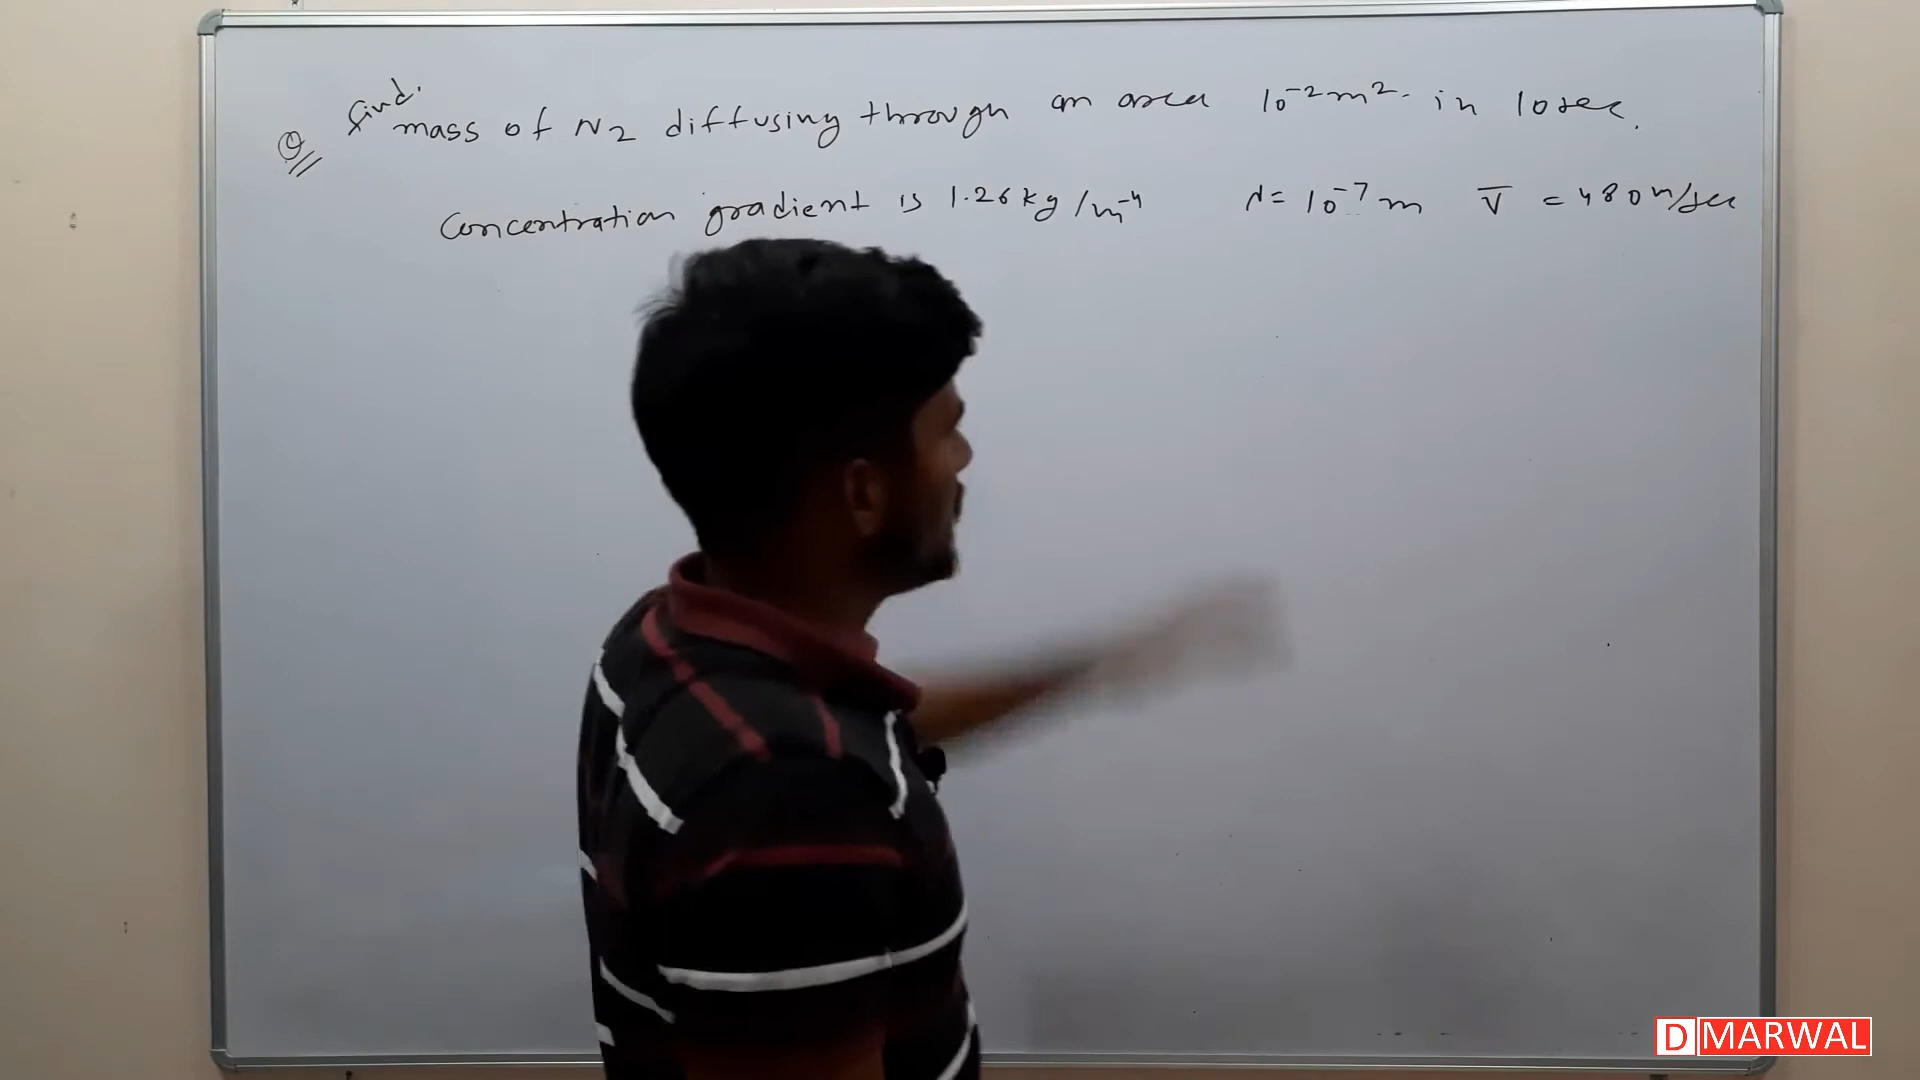 Q find. mass of N2 diffusing through an area 10⁻² m². in 10 sec.
Concentration gradient is 1.26 kg/m⁻⁴ λ = 10⁻⁷ m V̅ = 480 m/sec
D MARWAL